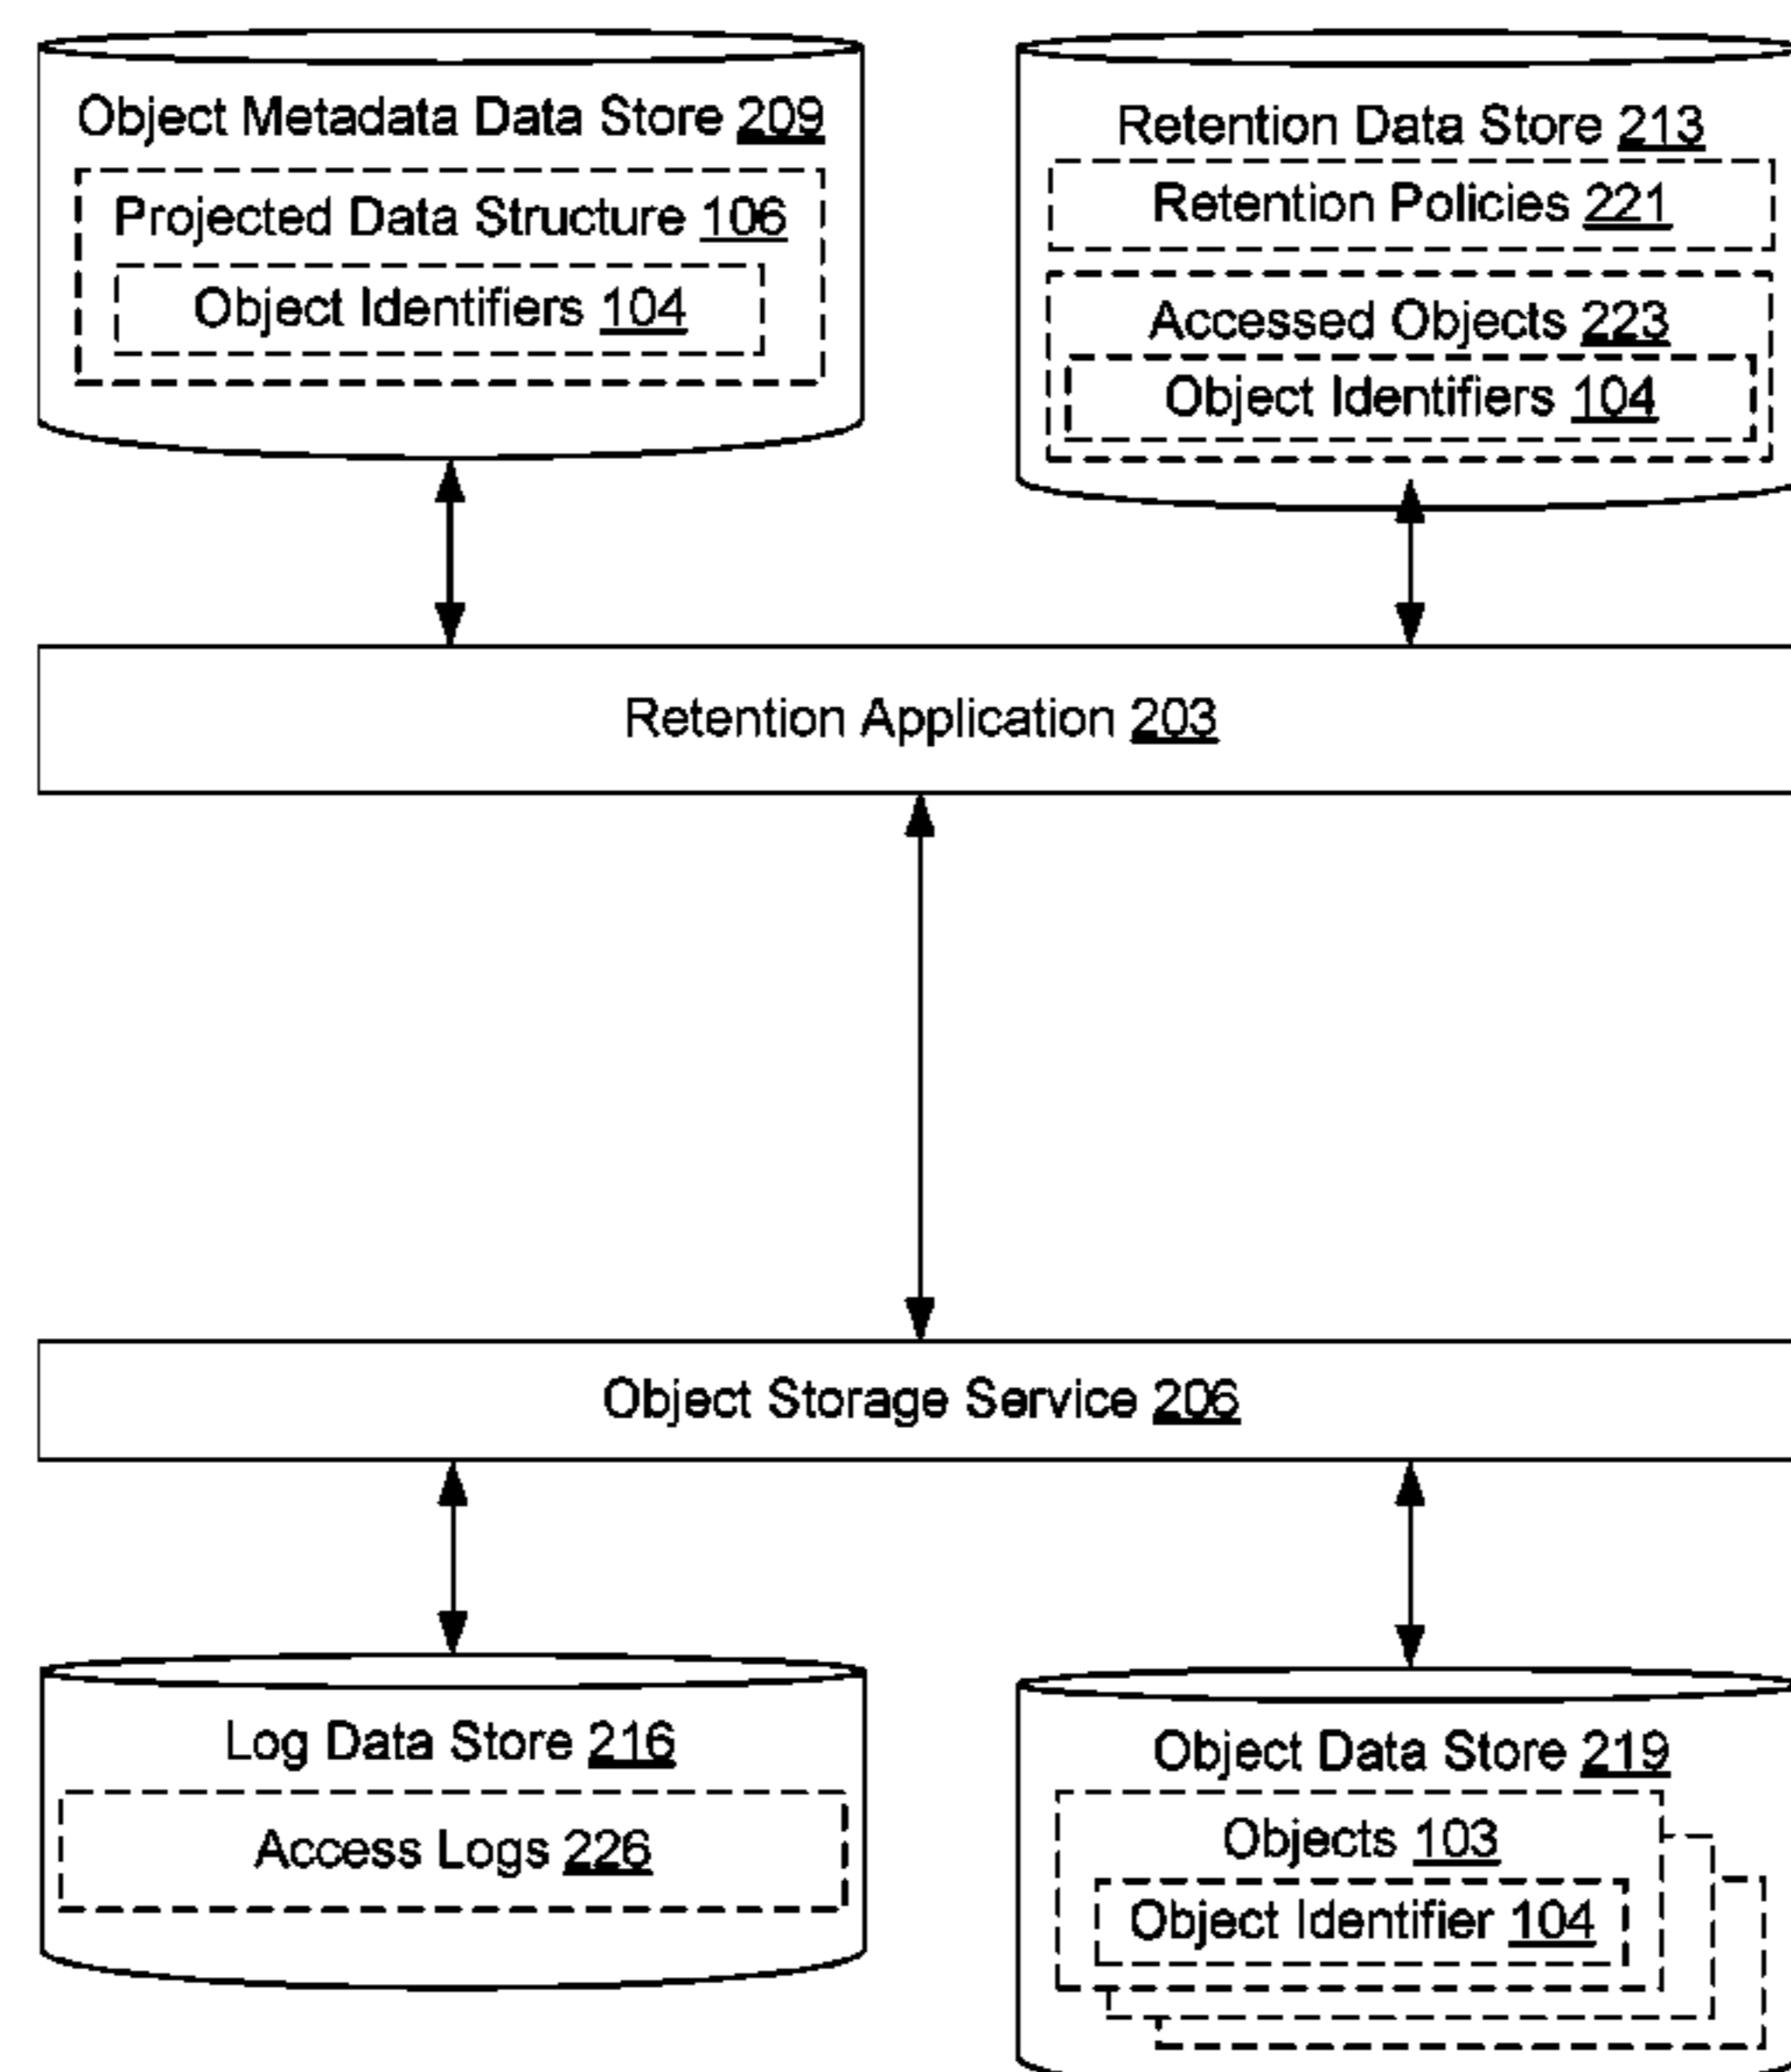 Object Metadata Data Store 209
Projected Data Structure 106
Object Identifiers 104
Retention Data Store 213
Retention Policies 221
Accessed Objects 223
Object Identifiers 104
Retention Application 203
Object Storage Service 206
Log Data Store 216
Access Logs 226
Object Data Store 219
Objects 103
Object Identifier 104